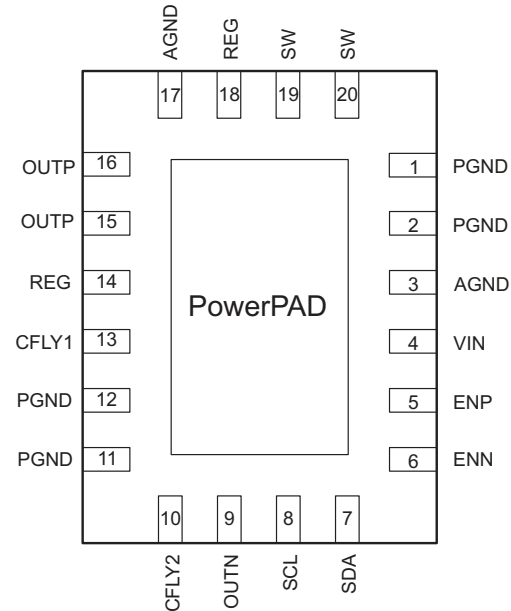 AGND
REG
SW
SW
17
18
19
20
OUTP 16
1 PGND
OUTP 15
2 PGND
REG 14
3 AGND
PowerPAD
CFLY1 13
4 VIN
PGND 12
5 ENP
PGND 11
6 ENN
10
9
8
7
CFLY2
OUTN
SCL
SDA